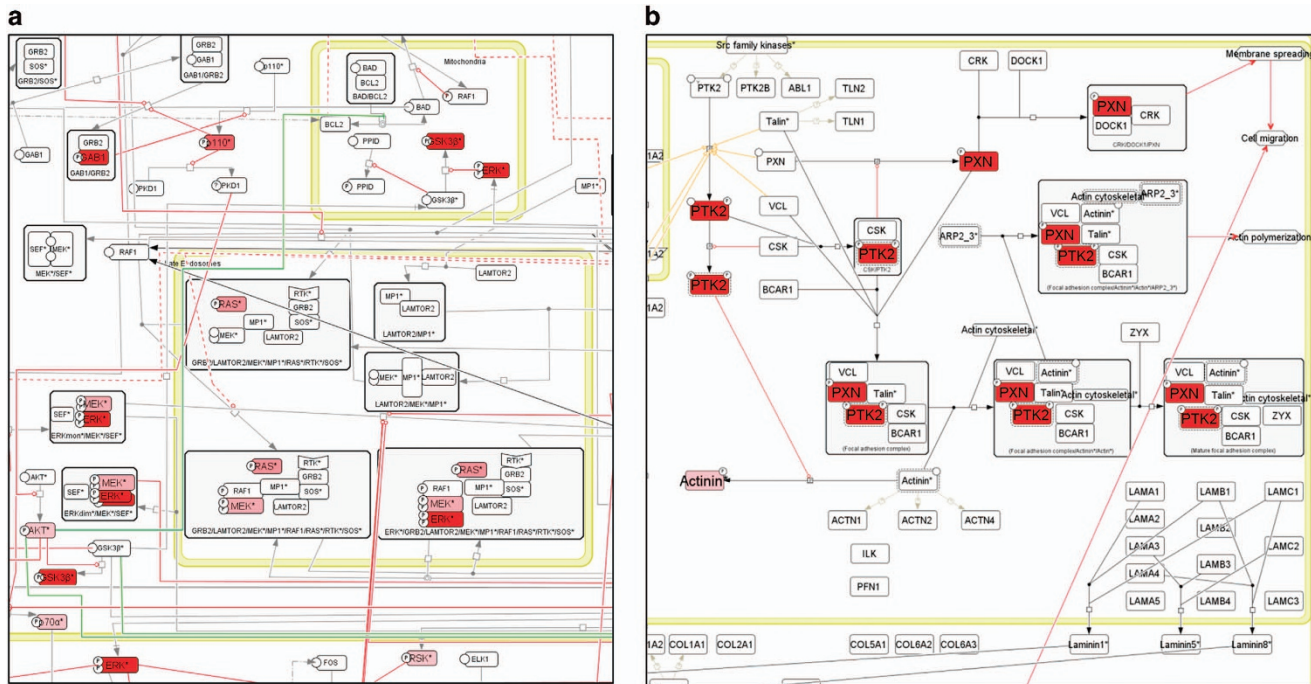 a
GRB2
SOS*
GRB2/SOS*
GRB2
GAB1
GAB1/GRB2
p110*
BAD
BCL2
BAD/BCL2
Mitochondria
P
RAF1
BAD
BCL2
GRB2
GAB1
GAB1/GRB2
GAB1
p110*
PPID
PPID
GSK3β*
ERK*
GSK3β*
PKD1
PKD1
MP1*
SEF*
MEK*
MEK*/SEF*
RAF1
Late Endosomes
RAS*
RTK*
GRB2
SOS*
MP1*
MEK*
LAMTOR2
GRB2/LAMTOR2/MEK*/MP1*/RAS*/RTK*/SOS*
LAMTOR2
MP1*
LAMTOR2
LAMTOR2/MP1*
MEK*
MP1*
LAMTOR2
LAMTOR2/MEK*/MP1*
SEF*
MEK*
ERK*
ERKmon*/MEK*/SEF*
AKT*
SEF*
MEK*
ERK*
ERKdim*/MEK*/SEF*
RAS*
RTK*
GRB2
SOS*
RAF1
MP1*
MEK*
LAMTOR2
GRB2/LAMTOR2/MEK*/MP1*/RAF1/RAS*/RTK*/SOS*
RAS*
RTK*
GRB2
SOS*
RAF1
MP1*
MEK*
ERK*
LAMTOR2
ERK*/GRB2/LAMTOR2/MEK*/MP1*/RAF1/RAS*/RTK*/SOS*
AKT*
GSK3β*
GSK3β*
p70α*
ERK*
FOS
RSK*
ELK1
b
Src family kinases*
PTK2
PTK2B
ABL1
TLN2
TLN1
Talin*
CRK
DOCK1
Membrane spreading
PXN
DOCK1
CRK
CRK/DOCK1/PXN
Cell migration
1A2
PXN
PXN
PTK2
VCL
CSK
CSK
PTK2
CSK/PTK2
PTK2
BCAR1
ARP2_3*
Actin cytoskeletal
ARP2_3*
VCL
Actinin*
PXN
Talin*
PTK2
CSK
BCAR1
(Focal adhesion complex/Actinin*/Actin*/ARP2_3*)
Actin polymerization
1A2
Actin cytoskeletal*
ZYX
VCL
PXN
Talin*
PTK2
CSK
BCAR1
(Focal adhesion complex)
VCL
Actinin*
PXN
Talin*
Actin cytoskeletal*
PTK2
CSK
BCAR1
(Focal adhesion complex/Actinin*/Actin*)
VCL
Actinin*
PXN
Talin*
Actin cytoskeletal*
PTK2
CSK
ZYX
BCAR1
(Mature focal adhesion complex)
Actinin*
Actinin*
ACTN1
ACTN2
ACTN4
ILK
PFN1
LAMA1
LAMB1
LAMC1
LAMA2
LAMB2
LAMA3
LAMC2
LAMB3
LAMA4
LAMA5
LAMB4
LAMC3
1A2
COL1A1
COL2A1
COL5A1
COL6A2
COL6A3
Laminin1*
Laminin5*
Laminin8*